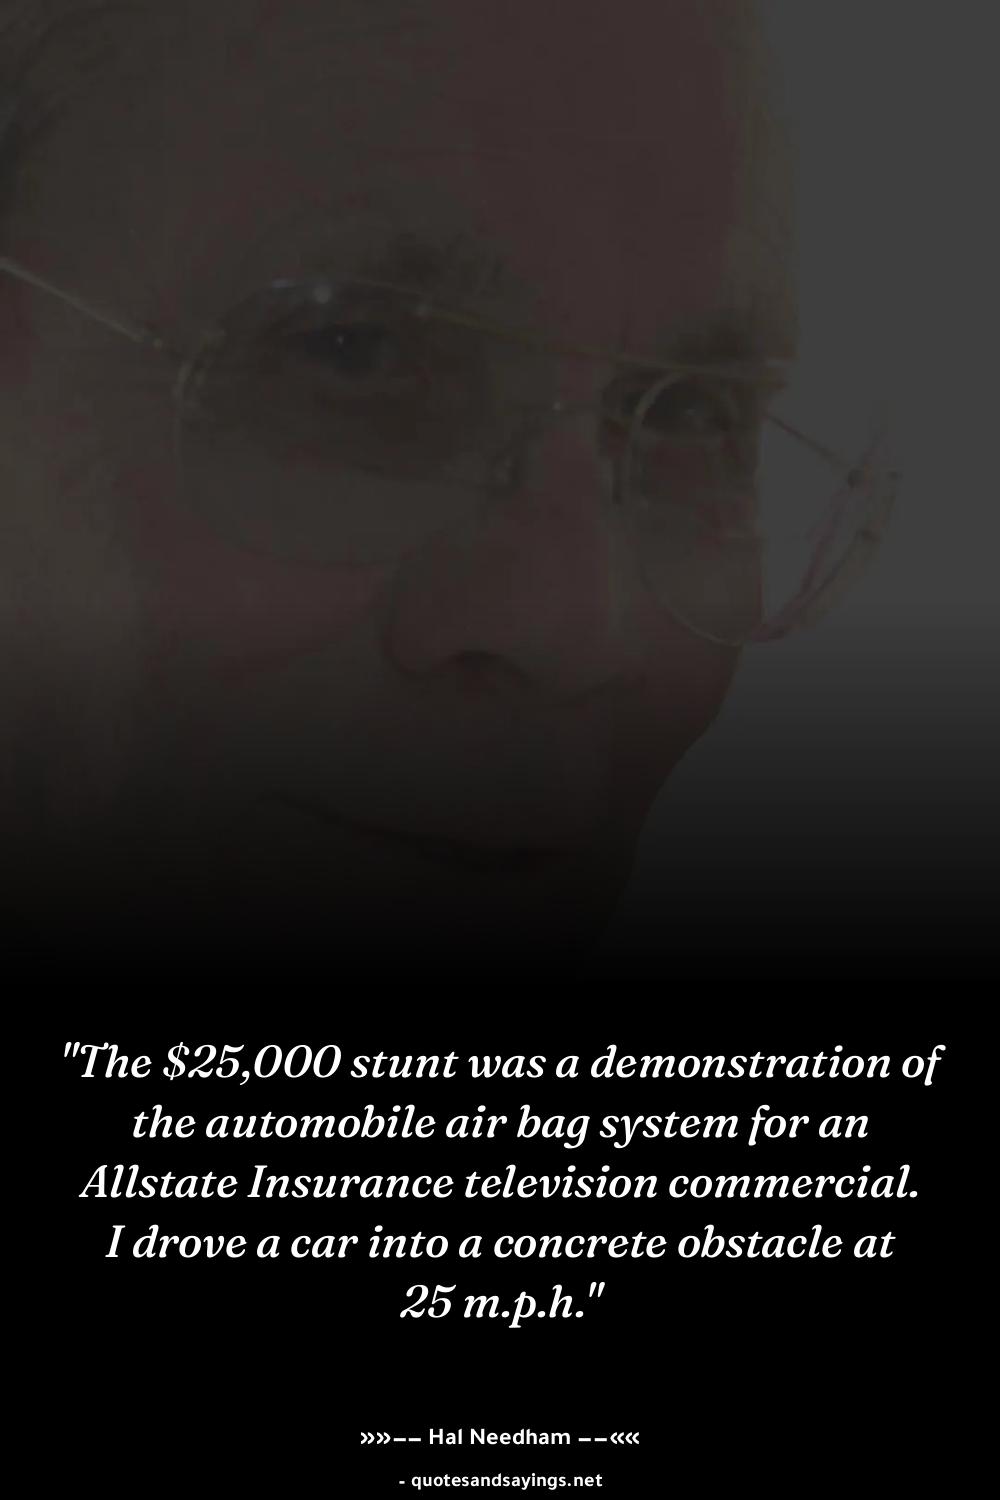 "The $25,000 stunt was a demonstration of
the automobile air bag system for an
Allstate Insurance television commercial.
I drove a car into a concrete obstacle at
25 m.p.h."
»»−− Hal Needham −−««
- quotesandsayings.net